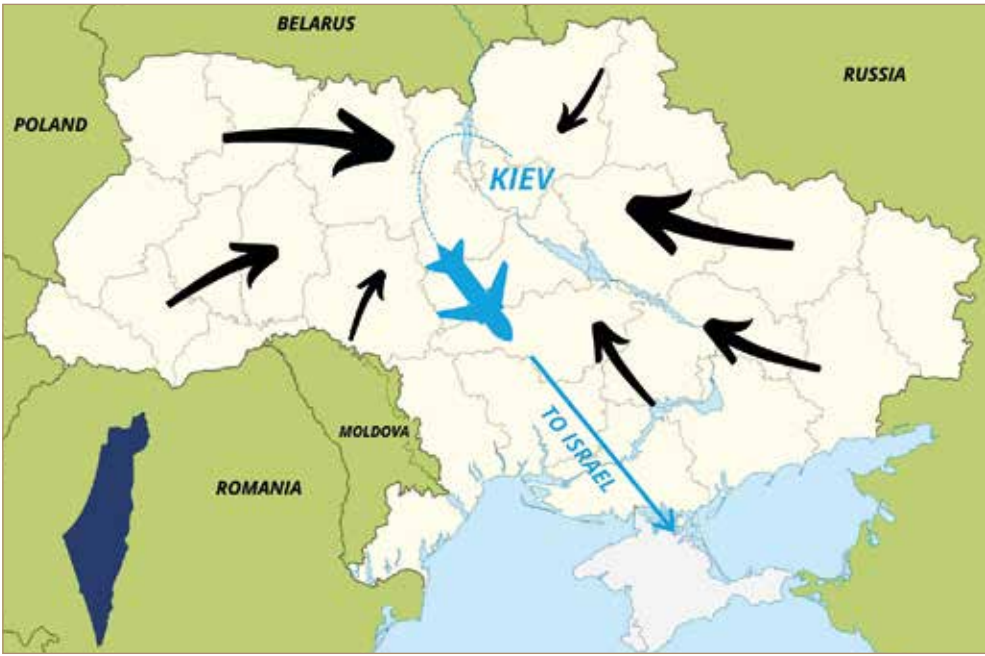 BELARUS
RUSSIA
POLAND
KIEV
TO ISRAEL
MOLDOVA
ROMANIA